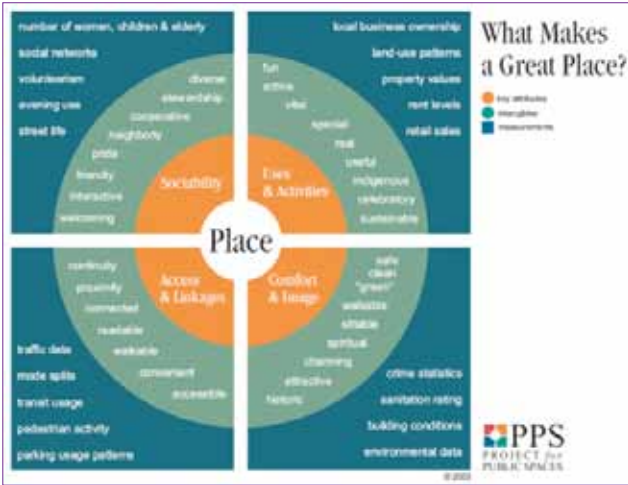 number of women, children & elderly
social networks
volunteerism
evening use
street life
diverse
stewardship
cooperative
neighborly
pride
friendly
interactive
welcoming
Sociability
local business ownership
land-use patterns
property values
rent levels
retail sales
fun
active
vital
special
real
useful
indigenous
celebratory
sustainable
Uses
& Activities
What Makes
a Great Place?
key attributes
intangibles
measurements
Place
continuity
proximity
connected
readable
walkable
convenient
accessible
Access
& Linkages
traffic data
mode splits
transit usage
pedestrian activity
parking usage patterns
Comfort
& Image
safe
clean
"green"
walkable
sittable
spiritual
charming
attractive
historic
crime statistics
sanitation rating
building conditions
environmental data
PPS
PROJECT for
PUBLIC SPACES